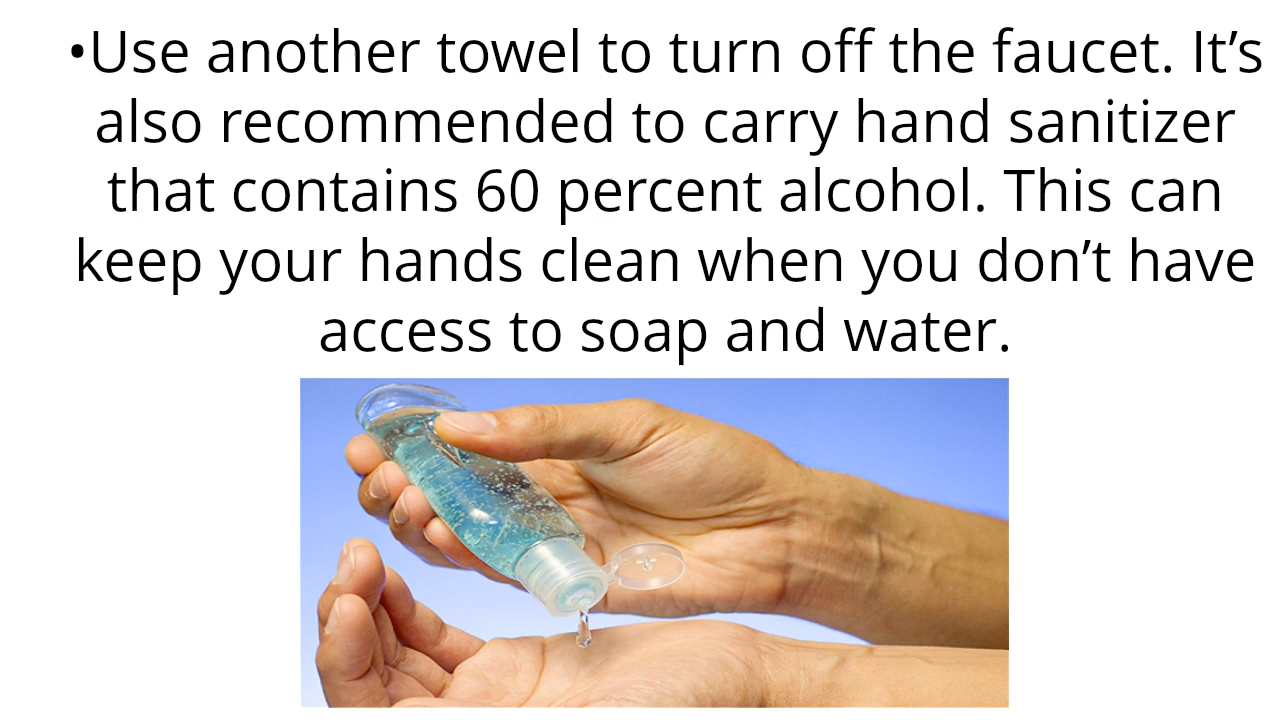 •Use another towel to turn off the faucet. It’s
also recommended to carry hand sanitizer
that contains 60 percent alcohol. This can
keep your hands clean when you don’t have
access to soap and water.